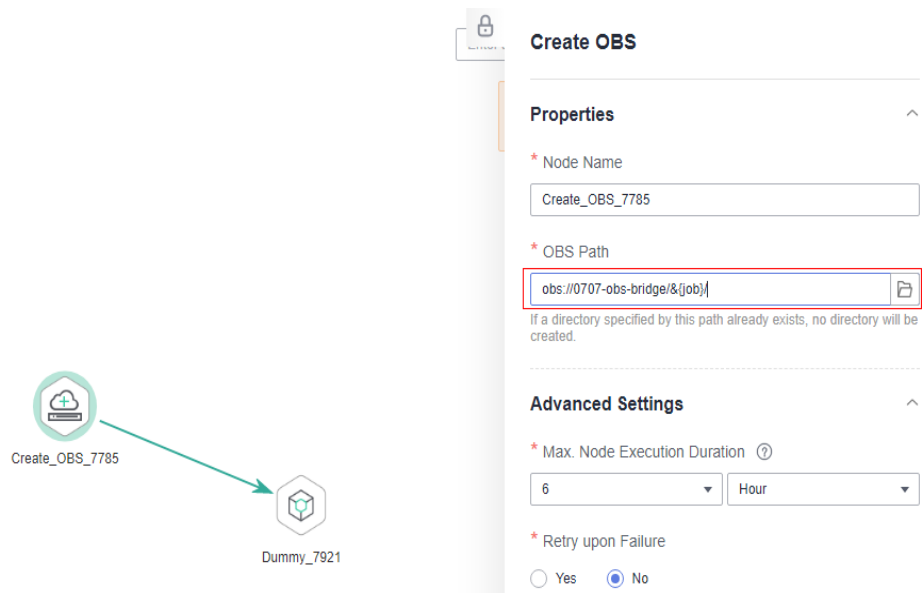 Create OBS
Properties
* Node Name
Create_OBS_7785
* OBS Path
obs://0707-obs-bridge/&{job}/
If a directory specified by this path already exists, no directory will be
created.
Advanced Settings
* Max. Node Execution Duration ?
6 Hour
* Retry upon Failure
Yes No
Create_OBS_7785
Dummy_7921